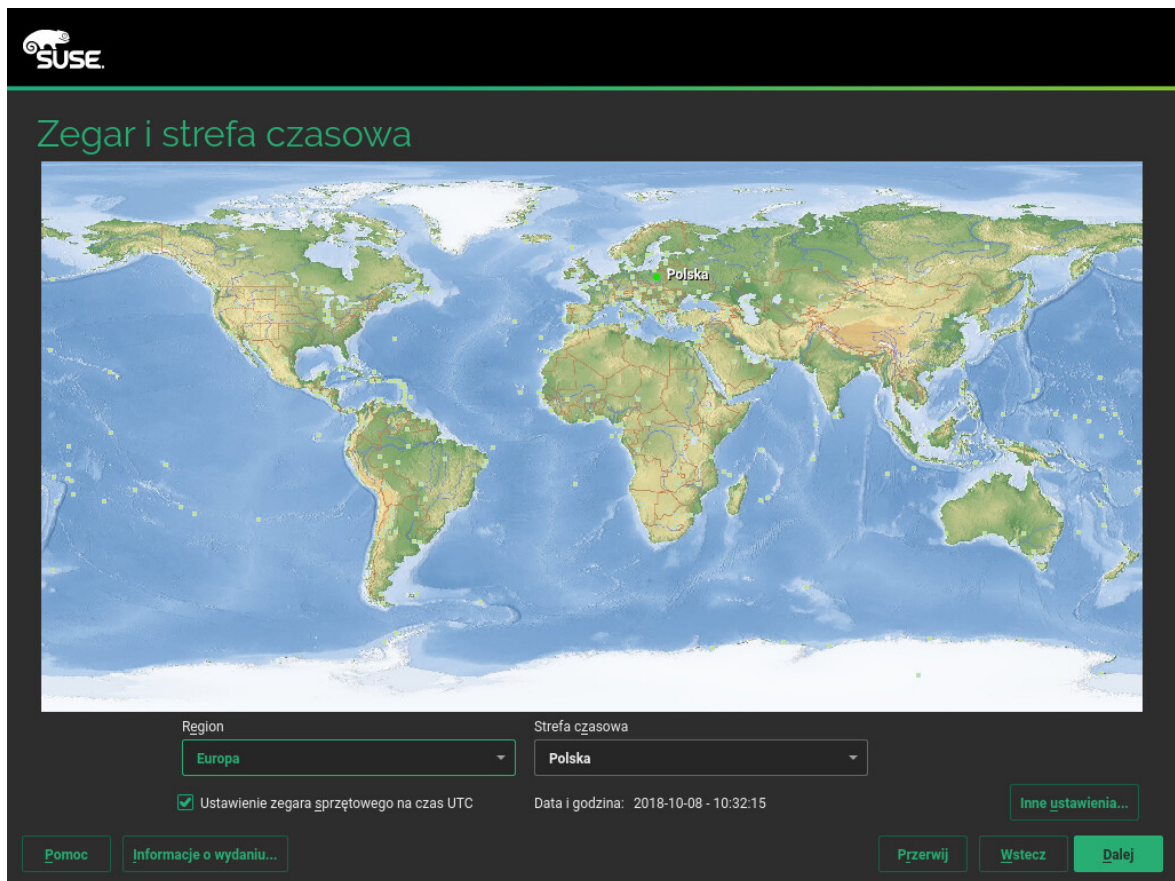 SUSE.
Zegar i strefa czasowa
Polska
Region
Strefa czasowa
Europa
Polska
Ustawienie zegara sprzętowego na czas UTC
Data i godzina: 2018-10-08 - 10:32:15
Inne ustawienia...
Pomoc
Informacje o wydaniu...
Przerwij
Wstecz
Dalej